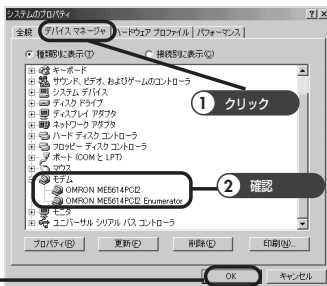 システムのプロパティ
全般 デバイス マネージャ ハードウェア プロファイル パフォーマンス
種類別に表示(T) 接続別に表示(C)
キーボード
サウンド、ビデオ、およびゲームのコントローラ
システム デバイス
ディスク ドライブ
ディスプレイ アダプタ
ネットワーク アダプタ
ハード ディスク コントローラ
フロッピー ディスク コントローラ
ポート (COM と LPT)
マウス
モデム
OMRON ME5614PCI2
OMRON ME5614PCI2 Enumerator
モニタ
ユニバーサル シリアル バス コントローラ
1 クリック
2 確認
プロパティ(R) 更新(F) 削除(E) 印刷(N)...
OK キャンセル